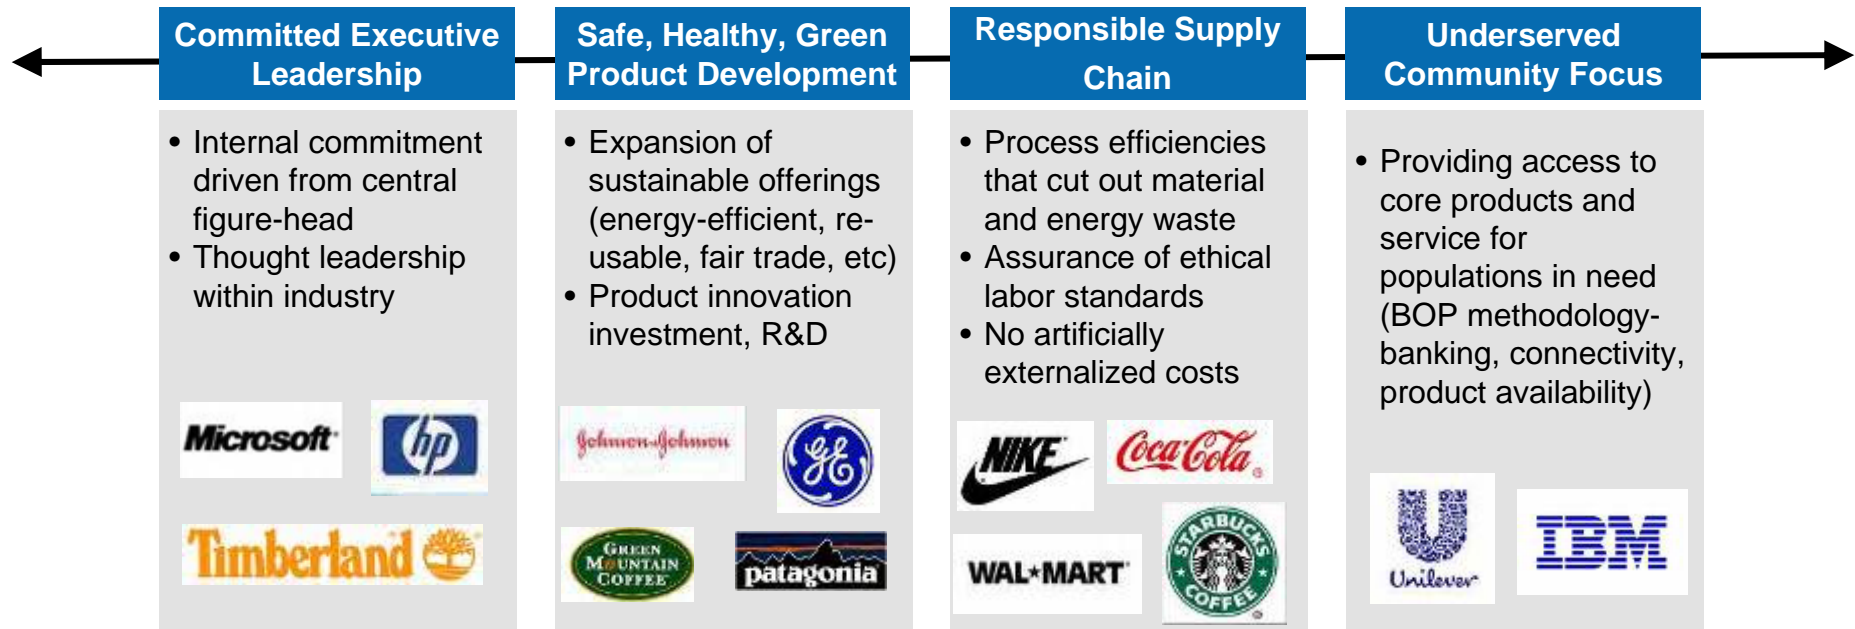 Committed Executive
Leadership
• Internal commitment
driven from central
figure-head
• Thought leadership
within industry
Microsoft
hp
Timberland
Safe, Healthy, Green
Product Development
• Expansion of
sustainable offerings
(energy-efficient, re-
usable, fair trade, etc)
• Product innovation
investment, R&D
Johnson & Johnson
GE
GREEN
MOUNTAIN
COFFEE
patagonia
Responsible Supply
Chain
• Process efficiencies
that cut out material
and energy waste
• Assurance of ethical
labor standards
• No artificially
externalized costs
NIKE
Coca-Cola
WAL★MART
STARBUCKS
COFFEE
Underserved
Community Focus
• Providing access to
core products and
service for
populations in need
(BOP methodology-
banking, connectivity,
product availability)
Unilever
IBM